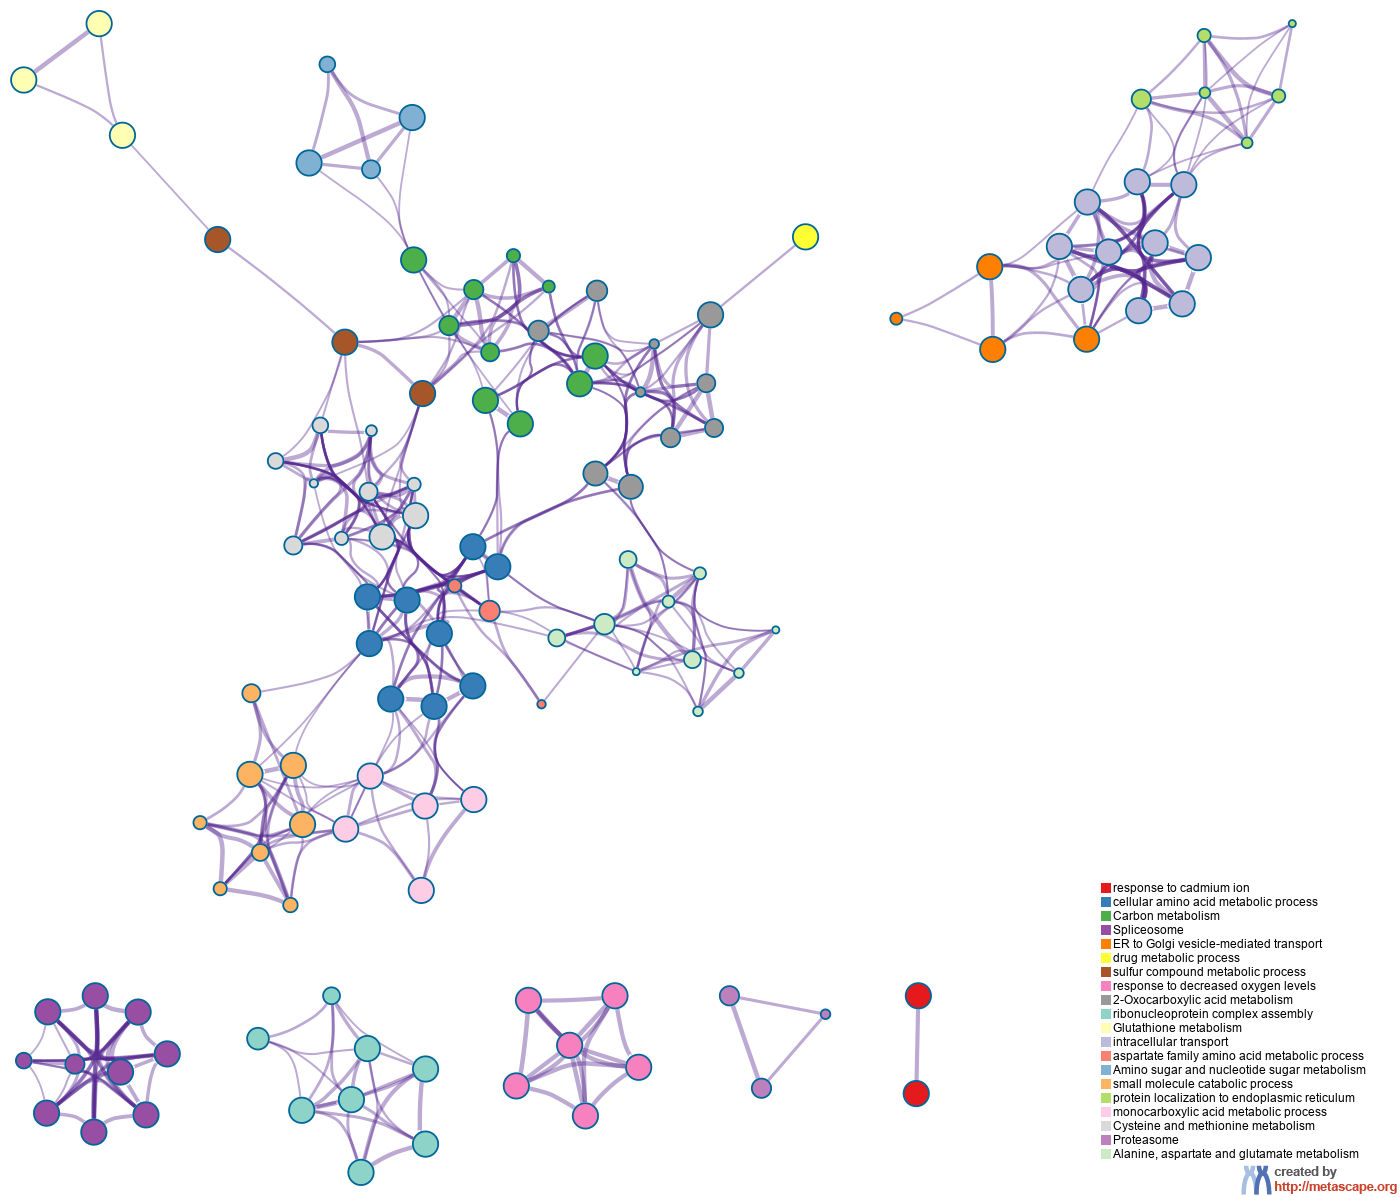 response to cadmium ion
cellular amino acid metabolic process
Carbon metabolism
Spliceosome
ER to Golgi vesicle-mediated transport
drug metabolic process
sulfur compound metabolic process
response to decreased oxygen levels
2-Oxocarboxylic acid metabolism
ribonucleoprotein complex assembly
Glutathione metabolism
intracellular transport
aspartate family amino acid metabolic process
Amino sugar and nucleotide sugar metabolism
small molecule catabolic process
protein localization to endoplasmic reticulum
monocarboxylic acid metabolic process
Cysteine and methionine metabolism
Proteasome
Alanine, aspartate and glutamate metabolism
created by
http://metascape.org